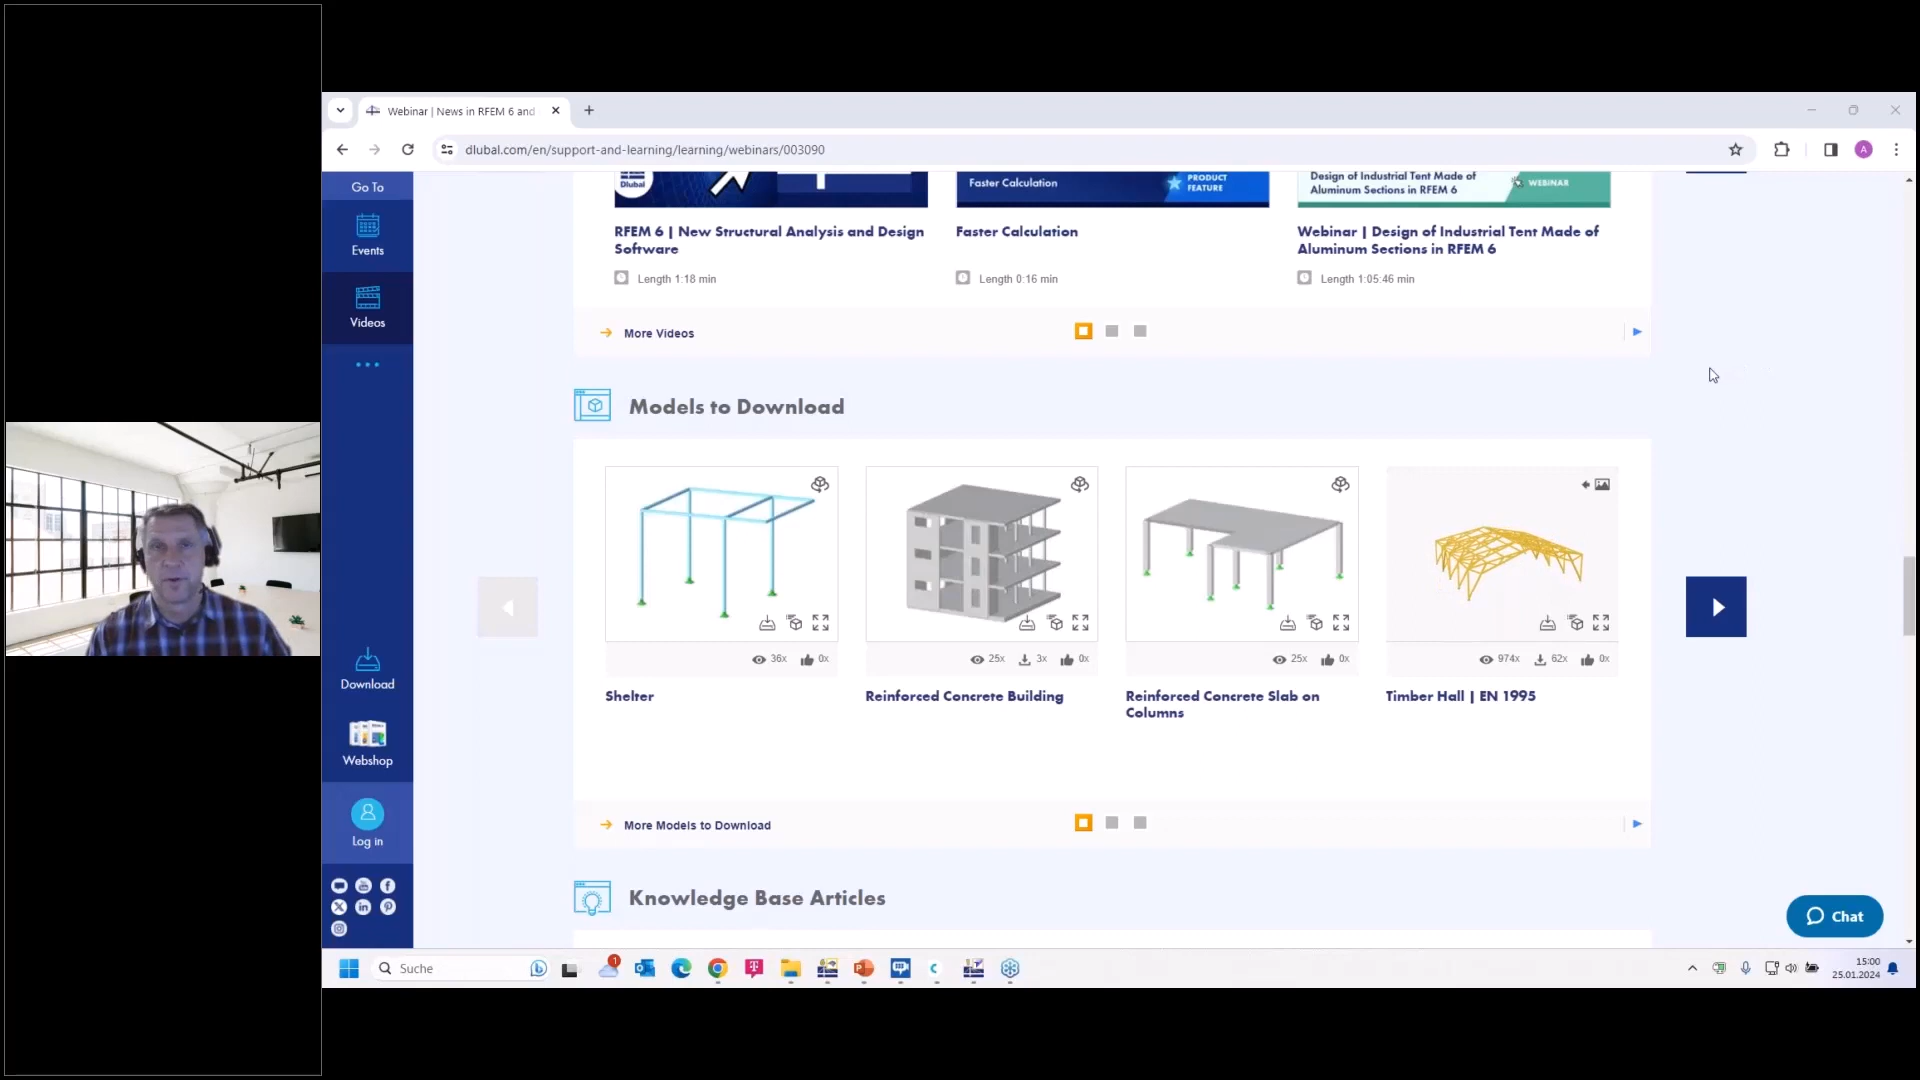 Webinar | News in RFEM 6 and
dlubal.com/en/support-and-learning/learning/webinars/003090
Go To
Events
Videos
Download
Webshop
Log in
Dlubal
Faster Calculation
PRODUCT
FEATURE
Design of Industrial Tent Made of
Aluminum Sections in RFEM 6
WEBINAR
RFEM 6 | New Structural Analysis and Design
Software
Length 1:18 min
Faster Calculation
Length 0:16 min
Webinar | Design of Industrial Tent Made of
Aluminum Sections in RFEM 6
Length 1:05:46 min
More Videos
Models to Download
36x 0x
Shelter
25x 3x 0x
Reinforced Concrete Building
25x 0x
Reinforced Concrete Slab on
Columns
974x 62x 0x
Timber Hall | EN 1995
More Models to Download
Knowledge Base Articles
Chat
Suche
15:00
25.01.2024